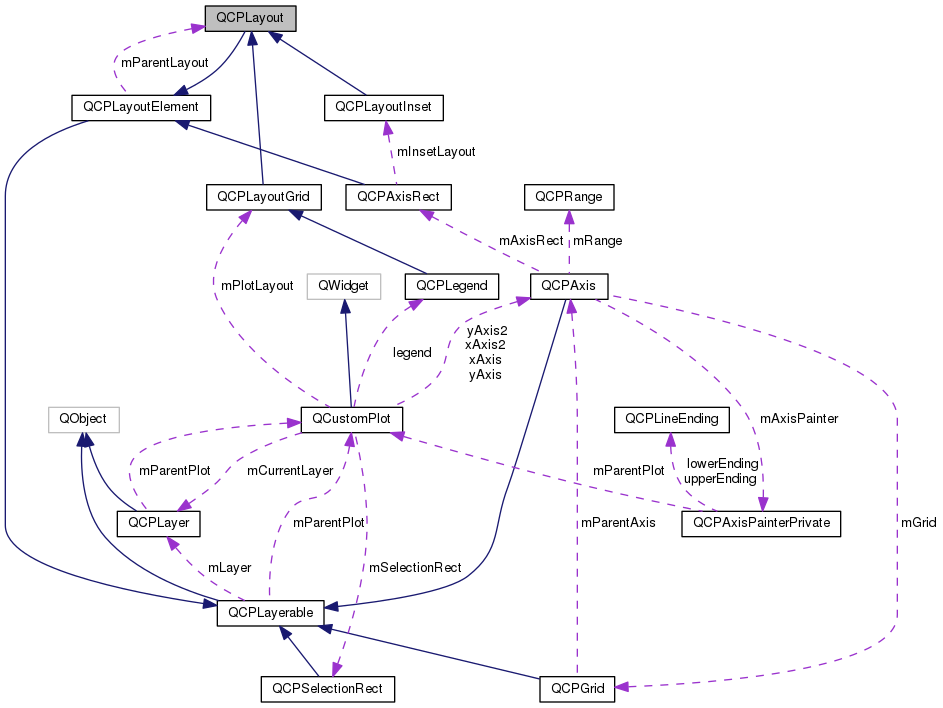 QCPLayout
mParentLayout
QCPLayoutElement
QCPLayoutInset
mInsetLayout
QCPLayoutGrid
QCPAxisRect
QCPRange
mAxisRect
mRange
mPlotLayout
QWidget
QCPLegend
QCPAxis
legend
yAxis2
xAxis2
xAxis
yAxis
QObject
QCustomPlot
QCPLineEnding
mAxisPainter
mParentPlot
mCurrentLayer
mParentPlot
lowerEnding
upperEnding
QCPLayer
mParentPlot
mParentAxis
QCPAxisPainterPrivate
mGrid
mLayer
mSelectionRect
QCPLayerable
QCPSelectionRect
QCPGrid